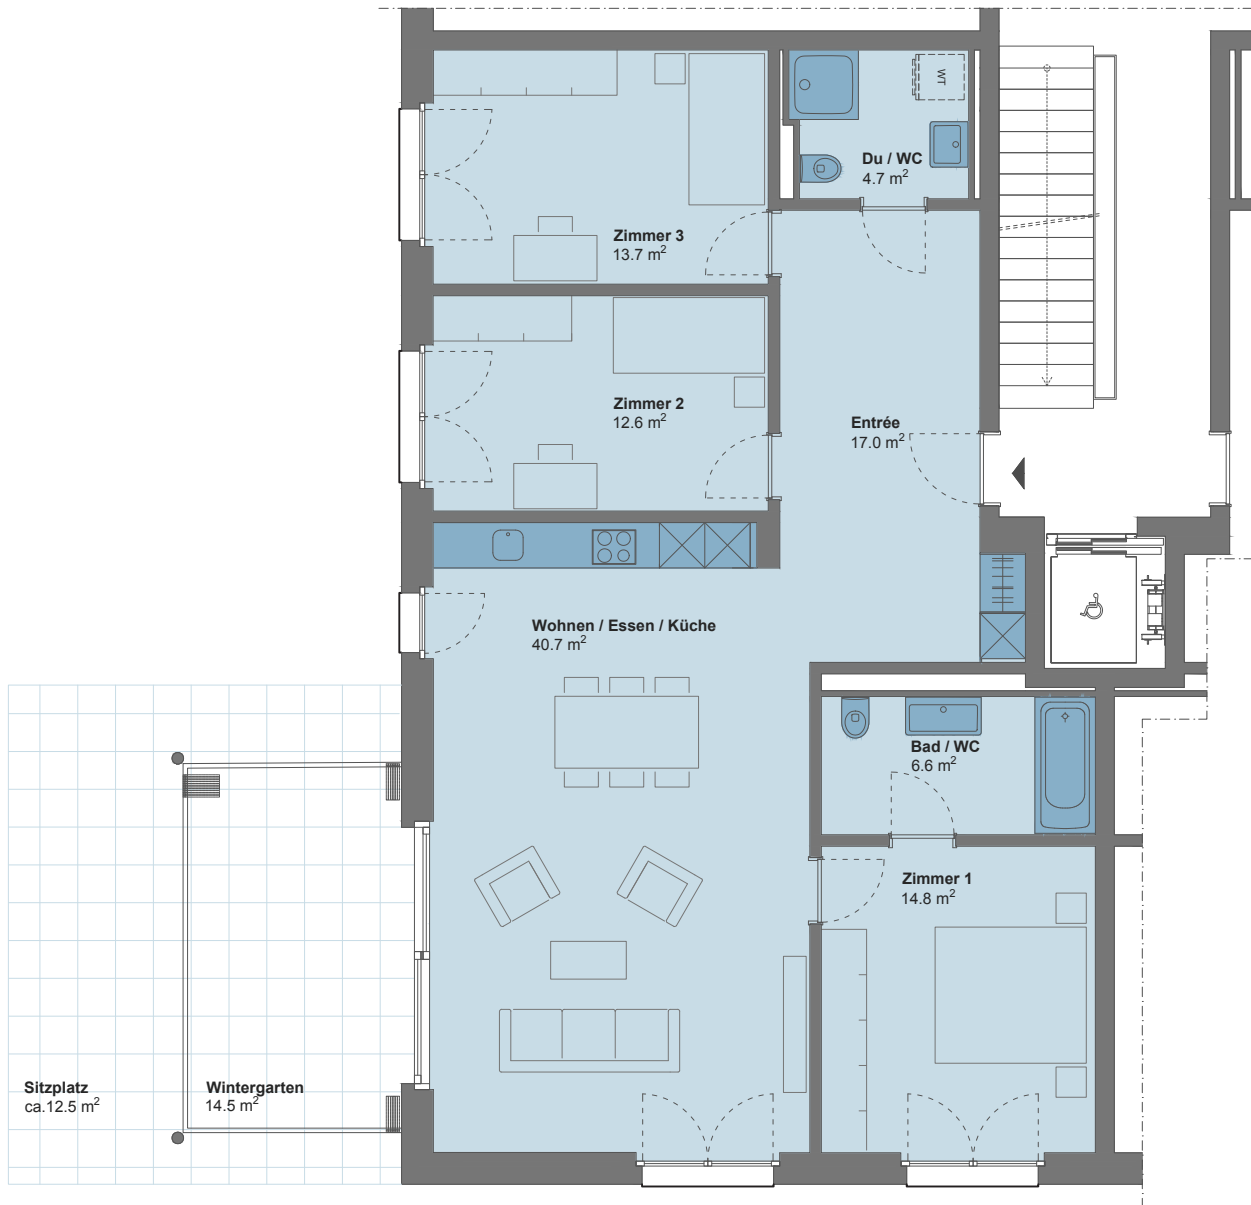 WT
Du / WC
4.7 m²
Zimmer 3
13.7 m²
Zimmer 2
12.6 m²
Entrée
17.0 m²
Wohnen / Essen / Küche
40.7 m²
Bad / WC
6.6 m²
Zimmer 1
14.8 m²
Sitzplatz
ca.12.5 m²
Wintergarten
14.5 m²